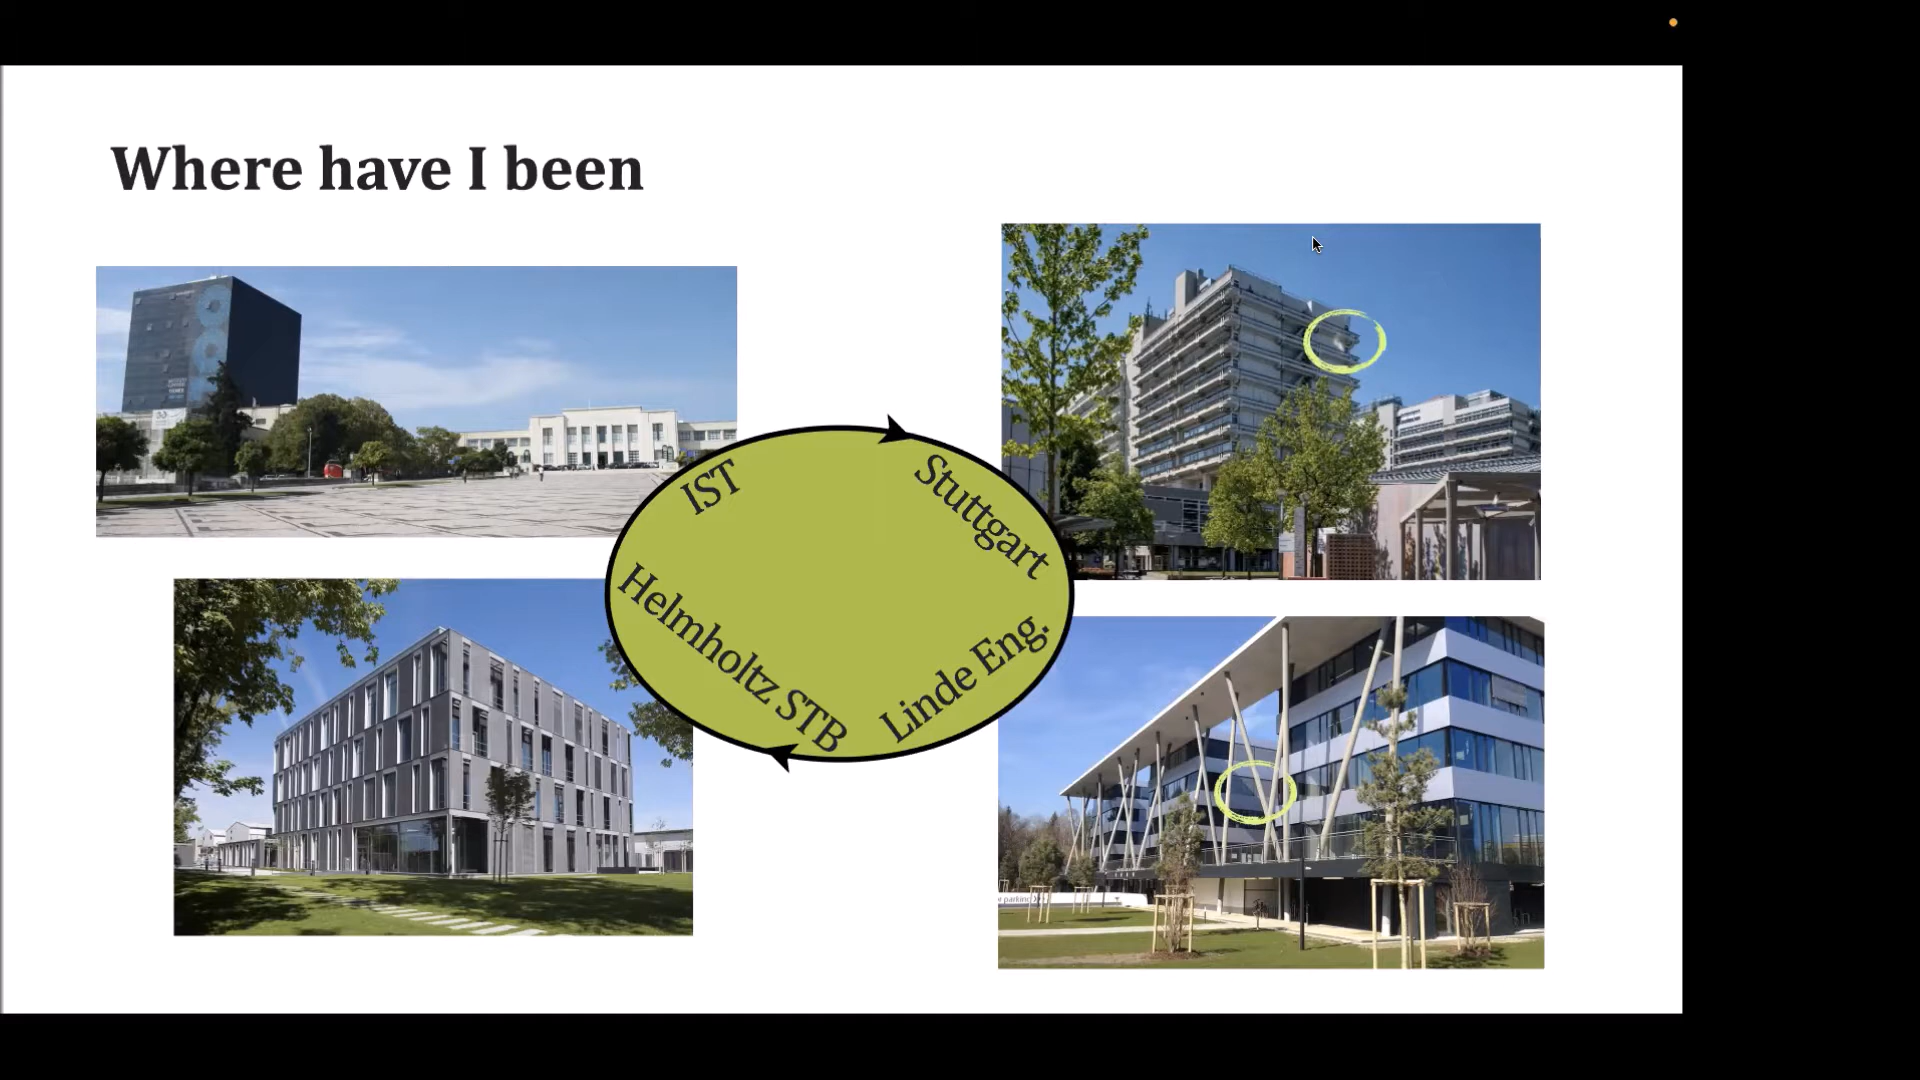 Where have I been
IST
Stuttgart
Helmholtz STB
Linde Eng.